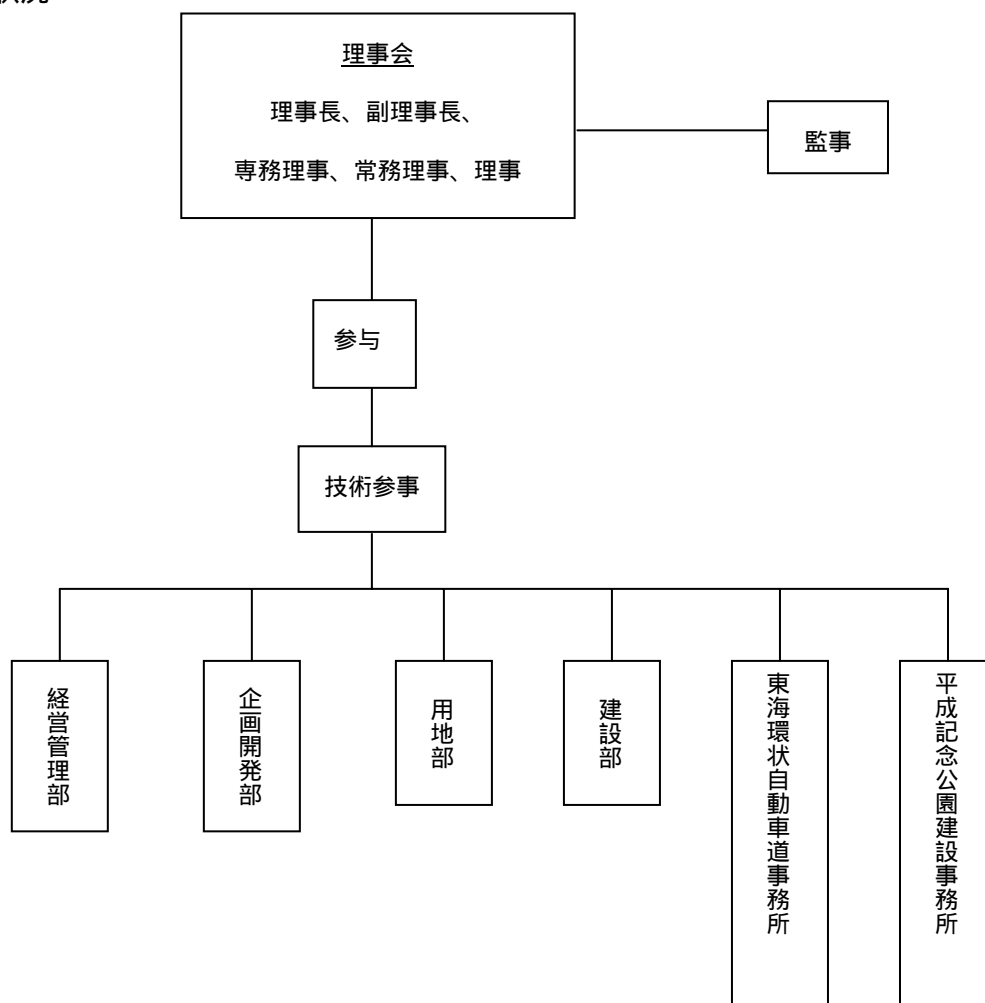 理事会
理事長、副理事長、
専務理事、常務理事、理事
監事
参与
技術参事
経営管理部
企画開発部
用地部
建設部
東海環状自動車道事務所
平成記念公園建設事務所